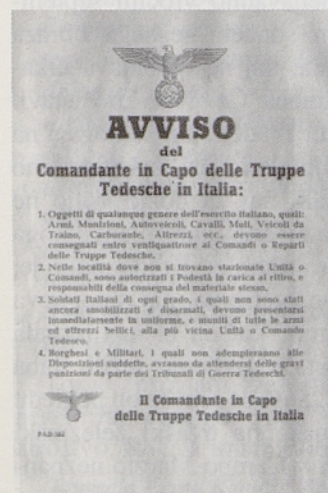 AVVISO
del
Comandante in Capo delle Truppe
Tedesche in Italia:
1. Oggetti di qualunque genere dell'esercito italiano, quali:
Armi, Munizioni, Autoveicoli, Cavalli, Muli, Veicoli da
Traino, Carburante, Attrezzi, ecc., devono essere
consegnati entro ventiquattore ai Comandi o Reparti
delle Truppe Tedesche.
2. Nelle località dove non si trovano stazionate Unità o
Comandi, sono autorizzati i Podestà in carica al ritiro, e
responsabili della consegna del materiale stesso.
3. Soldati Italiani di ogni grado, i quali non sono stati
ancora smobilizzati e disarmati, devono presentarsi
immediatamente in uniforme, e muniti di tutte le armi
ed attrezzi bellici, alla più vicina Unità o Comando
Tedesco.
4. Borghesi e Militari, i quali non adempieranno alle
Disposizioni suddette, avranno da attendersi delle gravi
punizioni da parte dei Tribunali di Guerra Tedeschi.
Il Comandante in Capo
delle Truppe Tedesche in Italia